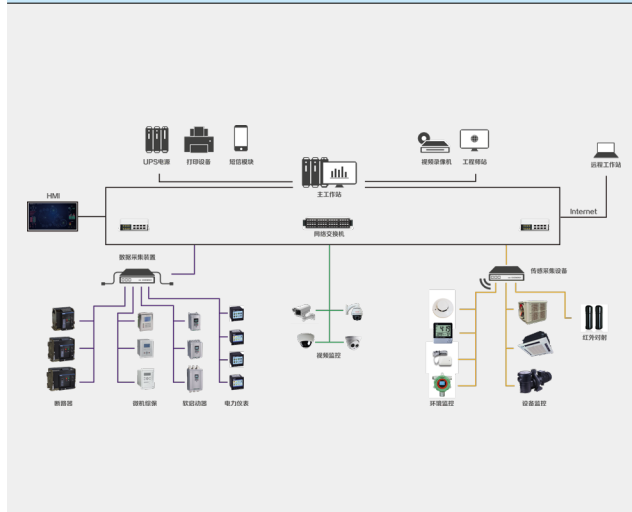 UPS电源
打印设备
短信模块
视频录像机
工程师站
主工作站
远程工作站
HMI
Internet
网络交换机
数据采集装置
传感采集设备
视频监控
红外对射
断路器
微机综保
软启动器
电力仪表
环境监控
设备监控